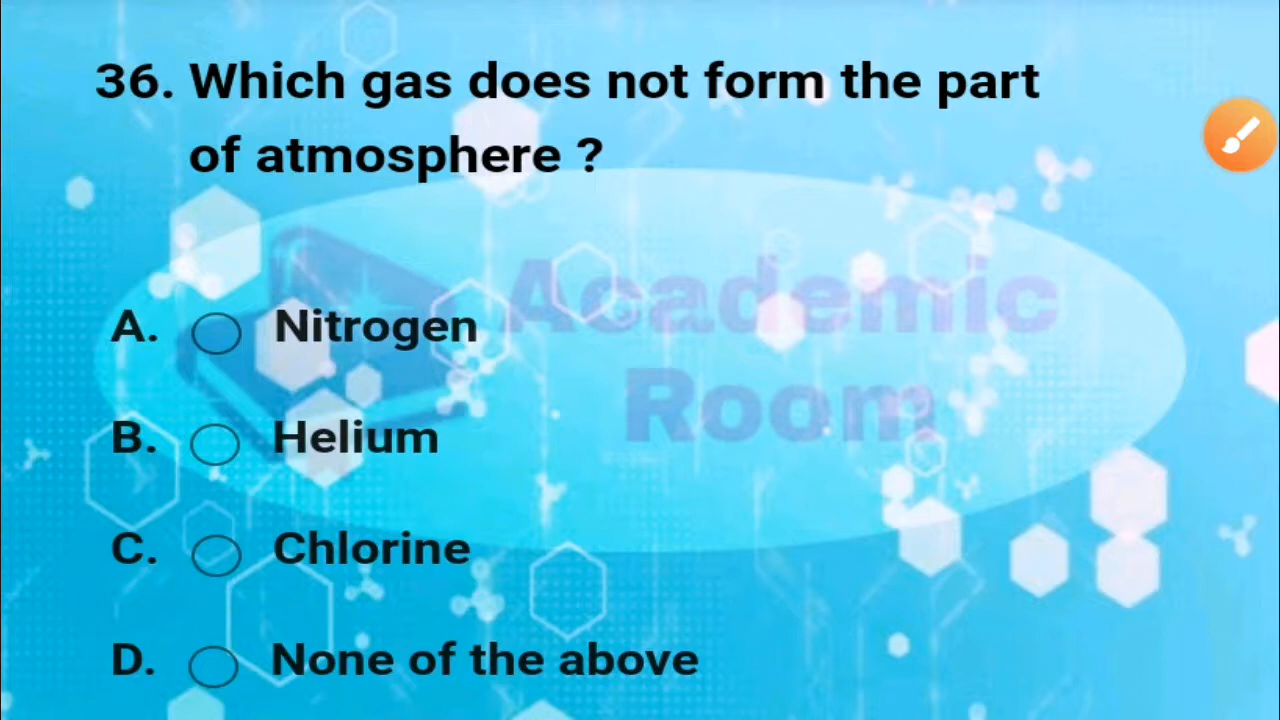 36. Which gas does not form the part
of atmosphere ?
Academic
Room
A. Nitrogen
B. Helium
C. Chlorine
D. None of the above